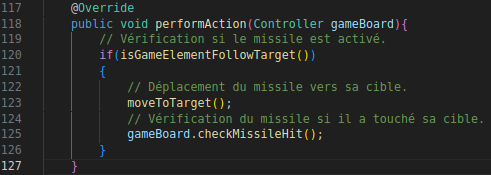 117 @Override
118 public void performAction(Controller gameBoard){
119 // Vérification si le missile est activé.
120 if(isGameElementFollowTarget())
121 {
122 // Déplacement du missile vers sa cible.
123 moveToTarget();
124 // Vérification du missile si il a touché sa cible.
125 gameBoard.checkMissileHit();
126 }
127 }